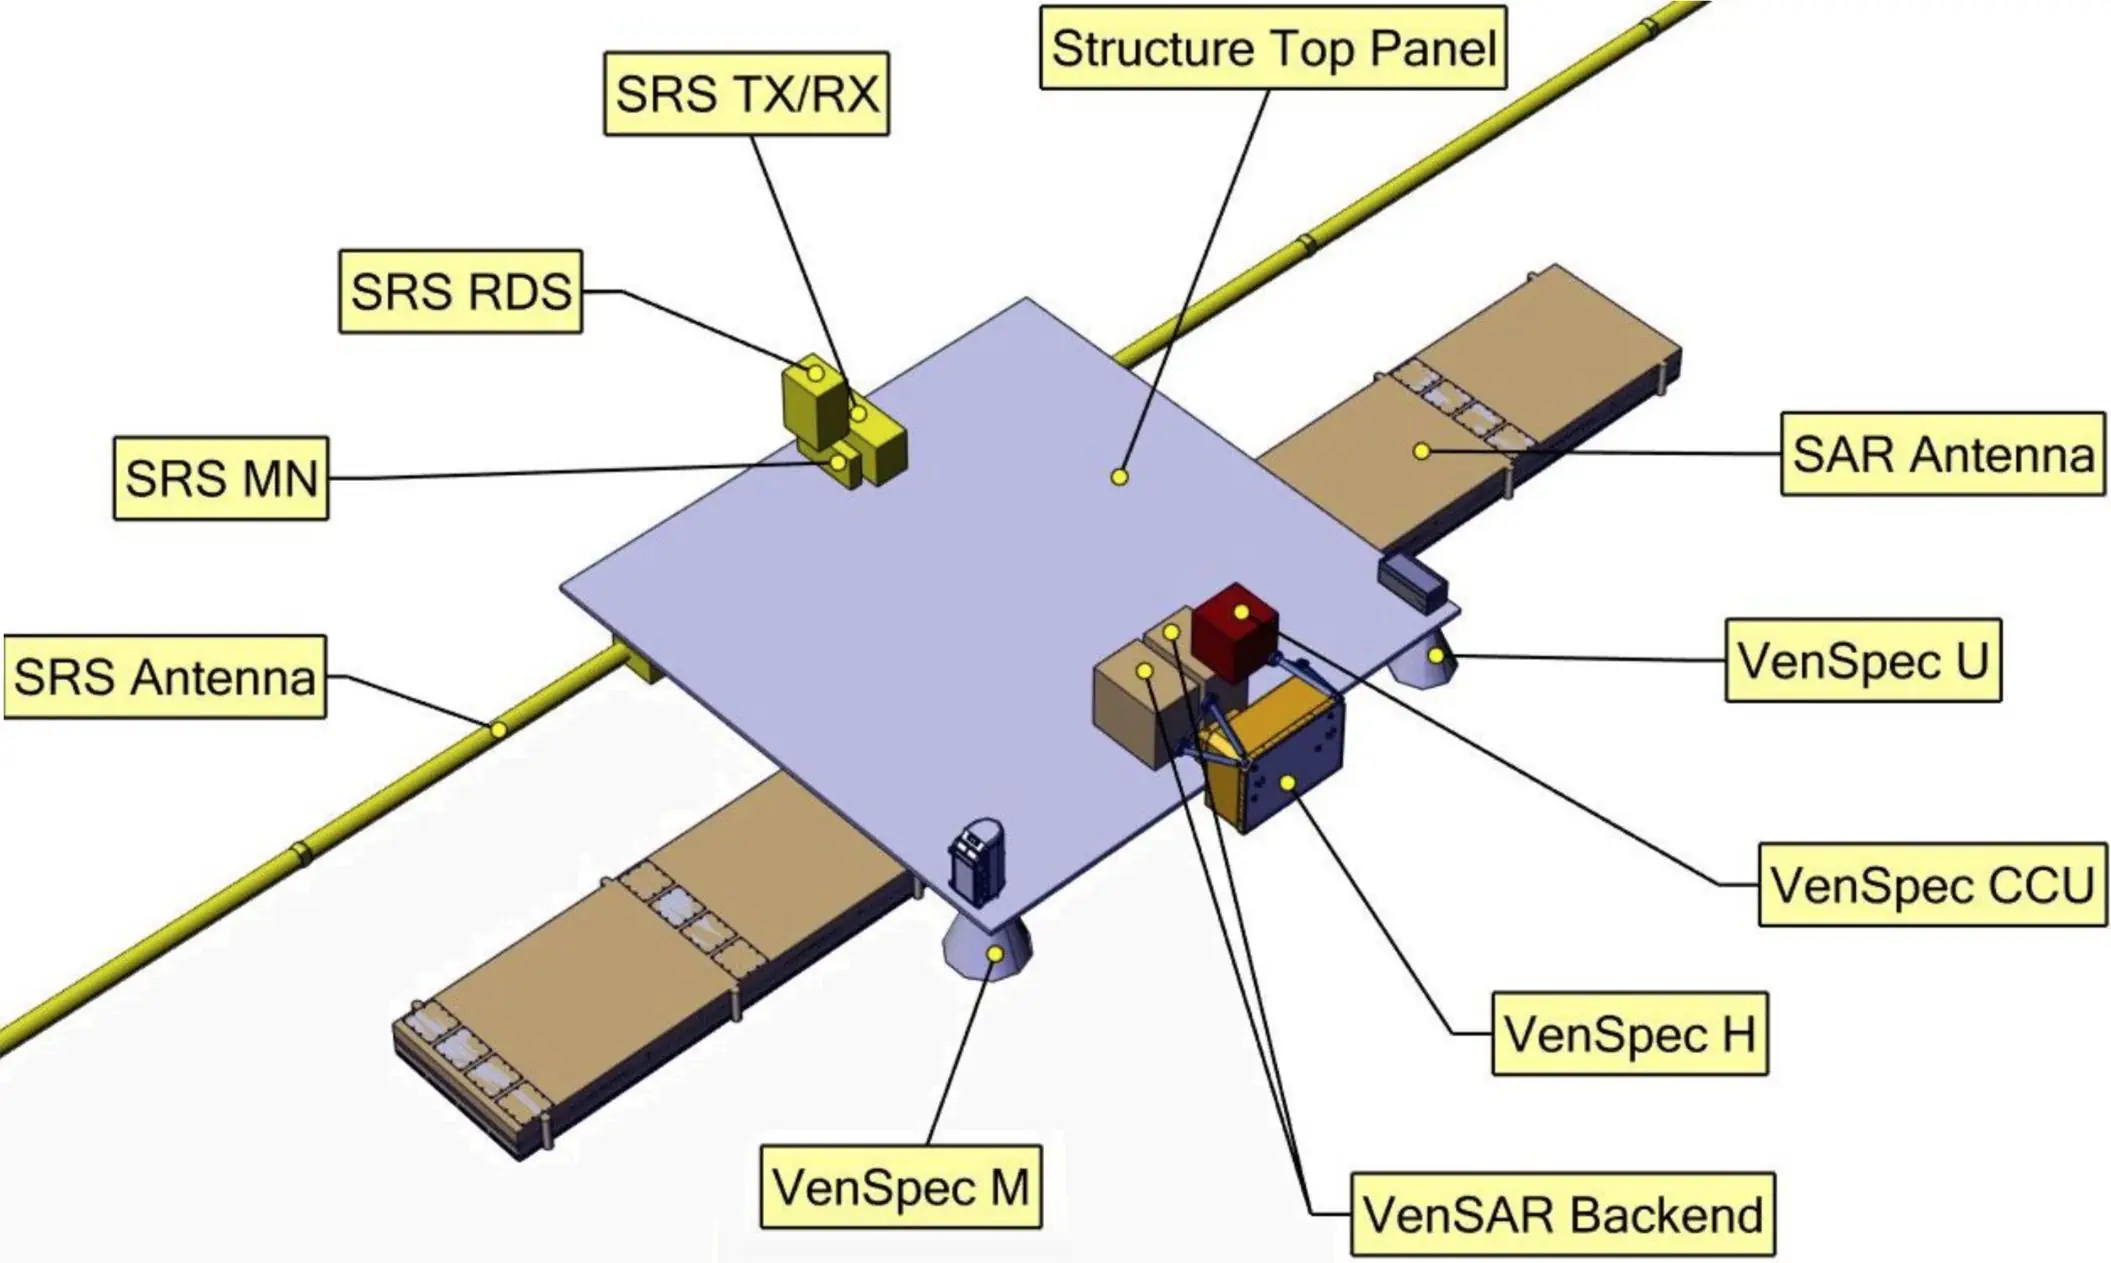 Structure Top Panel
SRS TX/RX
SRS RDS
SAR Antenna
SRS MN
VenSpec U
SRS Antenna
VenSpec CCU
VenSpec H
VenSpec M
VenSAR Backend